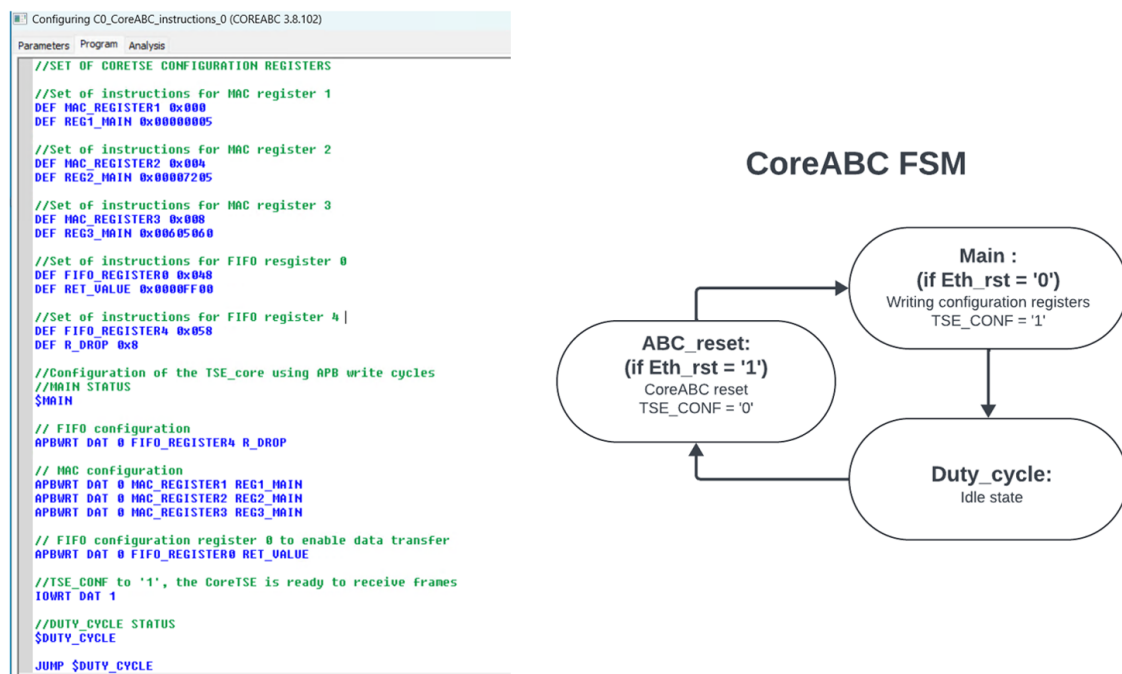 Configuring C0_CoreABC_instructions_0 (COREABC 3.8.102)
Parameters Program Analysis
//SET OF CORETSE CONFIGURATION REGISTERS
//Set of instructions for MAC register 1
DEF MAC_REGISTER1 0x000
DEF REG1_MAIN 0x00000005
//Set of instructions for MAC register 2
DEF MAC_REGISTER2 0x004
DEF REG2_MAIN 0x00007205
//Set of instructions for MAC register 3
DEF MAC_REGISTER3 0x008
DEF REG3_MAIN 0x00605060
//Set of instructions for FIFO resgister 0
DEF FIFO_REGISTER0 0x048
DEF RET_VALUE 0x0000FF00
//Set of instructions for FIFO register 4
DEF FIFO_REGISTER4 0x058
DEF R_DROP 0x8
//Configuration of the TSE_core using APB write cycles
//MAIN STATUS
$MAIN
// FIFO configuration
APBWRT DAT 0 FIFO_REGISTER4 R_DROP
// MAC configuration
APBWRT DAT 0 MAC_REGISTER1 REG1_MAIN
APBWRT DAT 0 MAC_REGISTER2 REG2_MAIN
APBWRT DAT 0 MAC_REGISTER3 REG3_MAIN
// FIFO configuration register 0 to enable data transfer
APBWRT DAT 0 FIFO_REGISTER0 RET_VALUE
//TSE_CONF to '1', the CoreTSE is ready to receive frames
IOWRT DAT 1
//DUTY_CYCLE STATUS
$DUTY_CYCLE
JUMP $DUTY_CYCLE
CoreABC FSM
Main :
(if Eth_rst = '0')
Writing configuration registers
TSE_CONF = '1'
ABC_reset:
(if Eth_rst = '1')
CoreABC reset
TSE_CONF = '0'
Duty_cycle:
Idle state